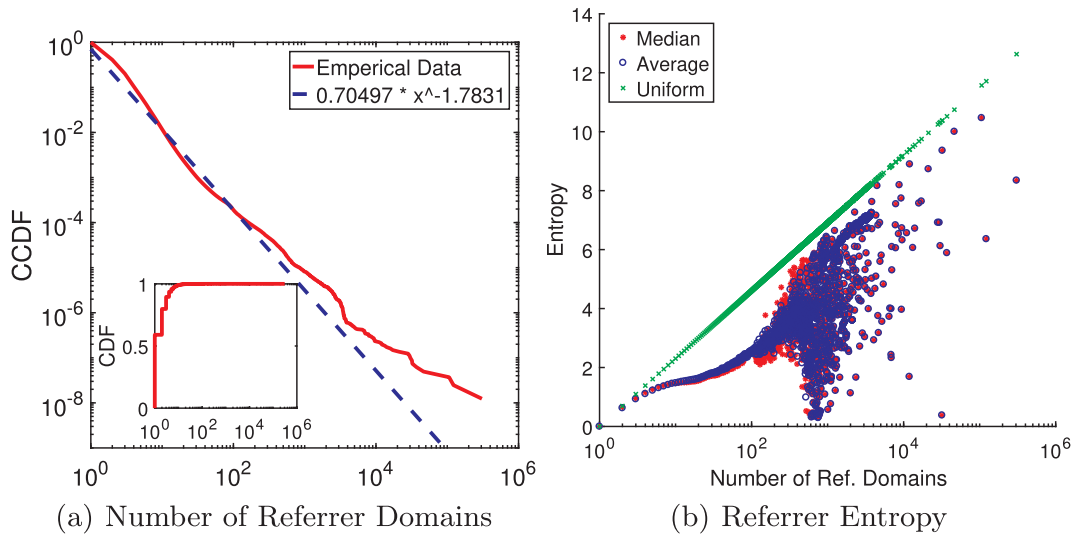 10^0
10^-2
10^-4
10^-6
10^-8
CCDF
Emperical Data
0.70497 * x^-1.7831
1
0.5
0
CDF
10^0 10^2 10^4 10^6
10^0 10^2 10^4 10^6
(a) Number of Referrer Domains
14
12
10
8
6
4
2
0
Entropy
Median
Average
Uniform
10^0 10^2 10^4 10^6
Number of Ref. Domains
(b) Referrer Entropy